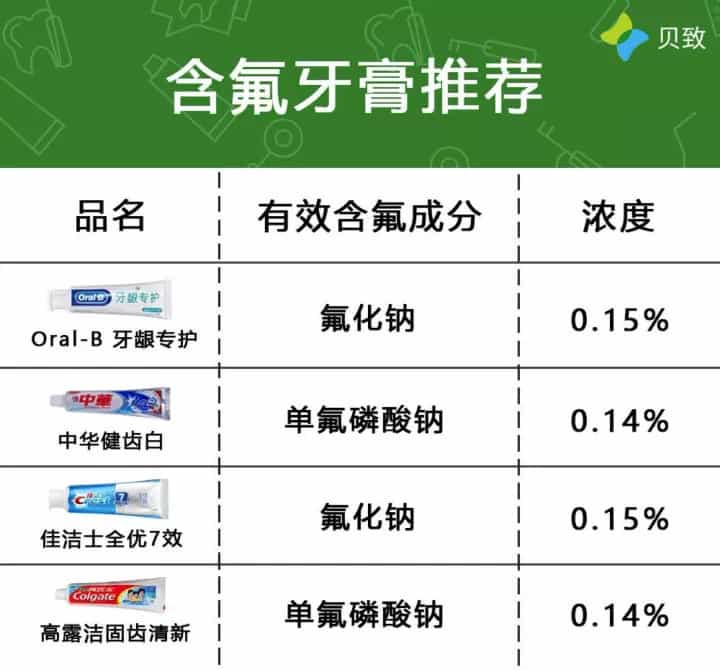 贝致
含氟牙膏推荐
品名 有效含氟成分 浓度
Oral-B 牙龈专护
Oral-B 牙龈专护 氟化钠 0.15%
中華
中华健齿白 单氟磷酸钠 0.14%
7
佳洁士全优7效 氟化钠 0.15%
Colgate
高露洁固齿清新 单氟磷酸钠 0.14%